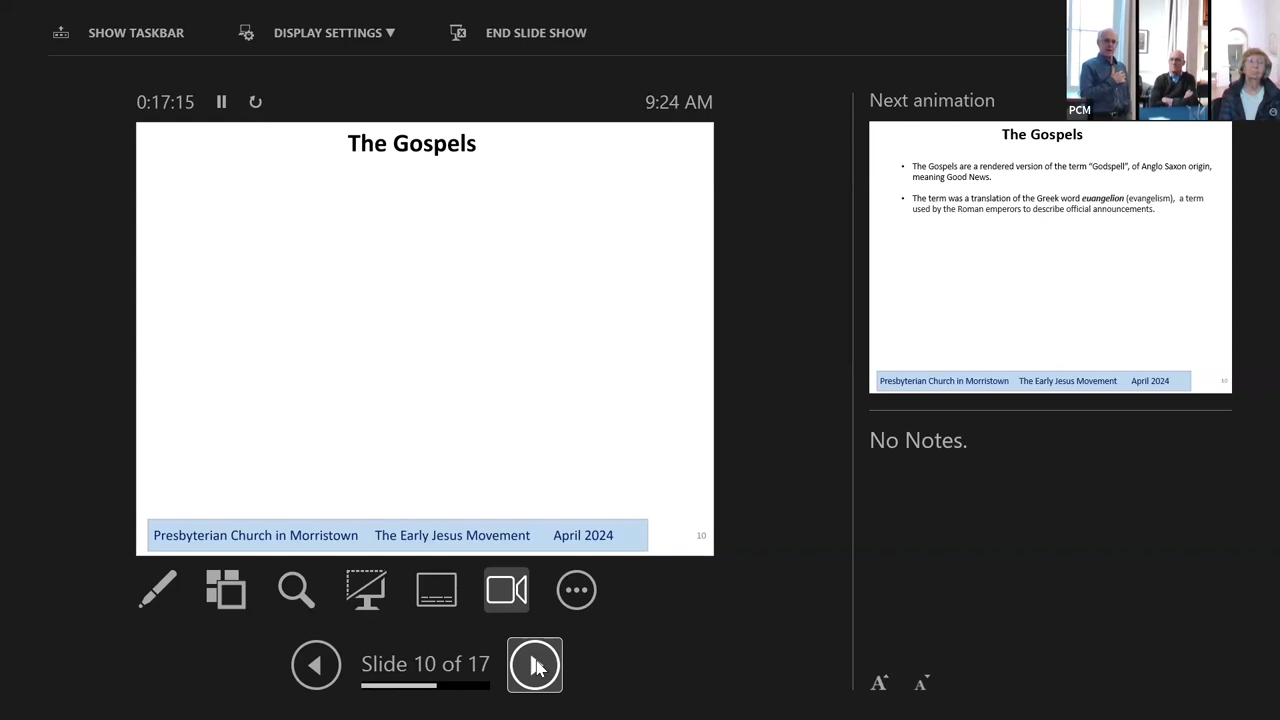 SHOW TASKBAR DISPLAY SETTINGS ▼ END SLIDE SHOW
PCM
0:17:15 9:24 AM
The Gospels
Presbyterian Church in Morristown The Early Jesus Movement April 2024 10
Slide 10 of 17
Next animation
The Gospels
• The Gospels are a rendered version of the term “Godspell”, of Anglo Saxon origin,
meaning Good News.
• The term was a translation of the Greek word euangelion (evangelism), a term
used by the Roman emperors to describe official announcements.
Presbyterian Church in Morristown The Early Jesus Movement April 2024 10
No Notes.
A A